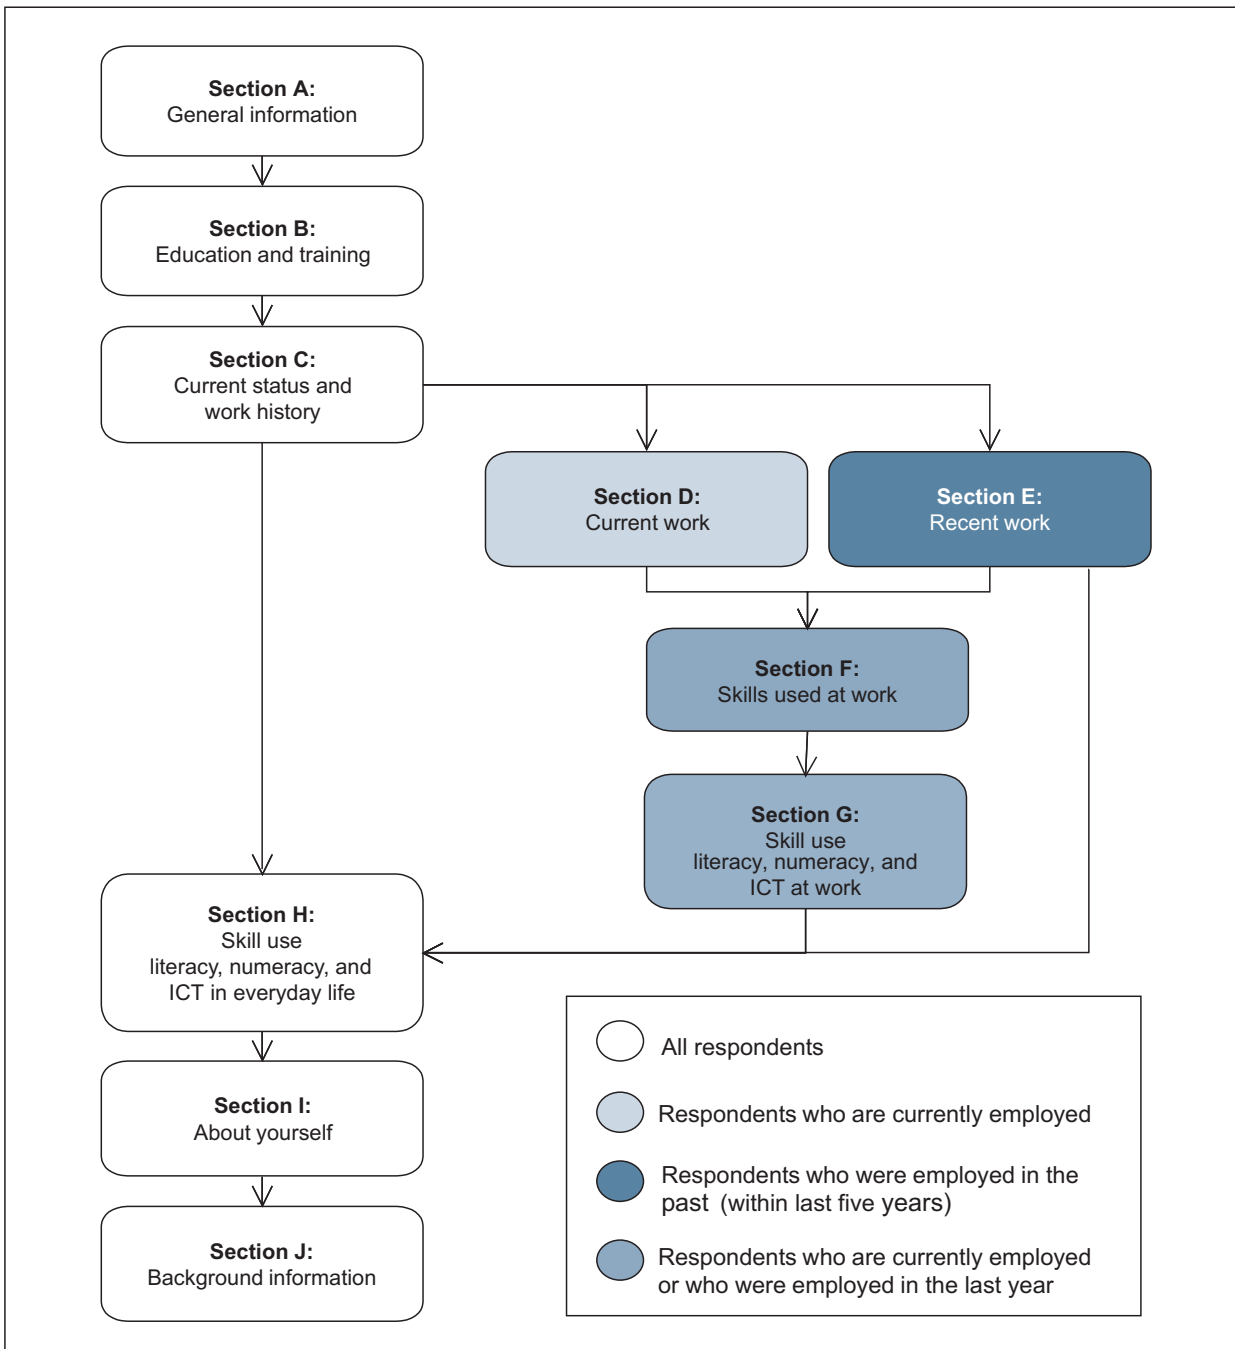 Section A:
General information
Section B:
Education and training
Section C:
Current status and
work history
Section D:
Current work
Section E:
Recent work
Section F:
Skills used at work
Section G:
Skill use
literacy, numeracy, and
ICT at work
Section H:
Skill use
literacy, numeracy, and
ICT in everyday life
Section I:
About yourself
Section J:
Background information
All respondents
Respondents who are currently employed
Respondents who were employed in the
past (within last five years)
Respondents who are currently employed
or who were employed in the last year